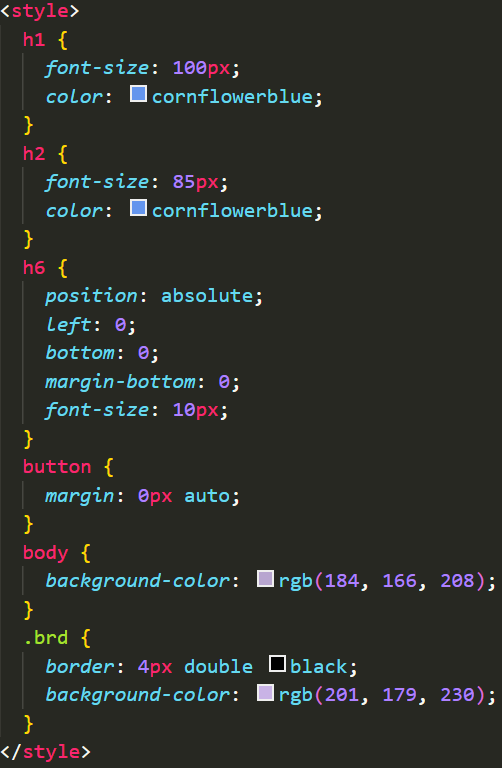 <style>
h1 {
font-size: 100px;
color: cornflowerblue;
}
h2 {
font-size: 85px;
color: cornflowerblue;
}
h6 {
position: absolute;
left: 0;
bottom: 0;
margin-bottom: 0;
font-size: 10px;
}
button {
margin: 0px auto;
}
body {
background-color: rgb(184, 166, 208);
}
.brd {
border: 4px double black;
background-color: rgb(201, 179, 230);
}
</style>